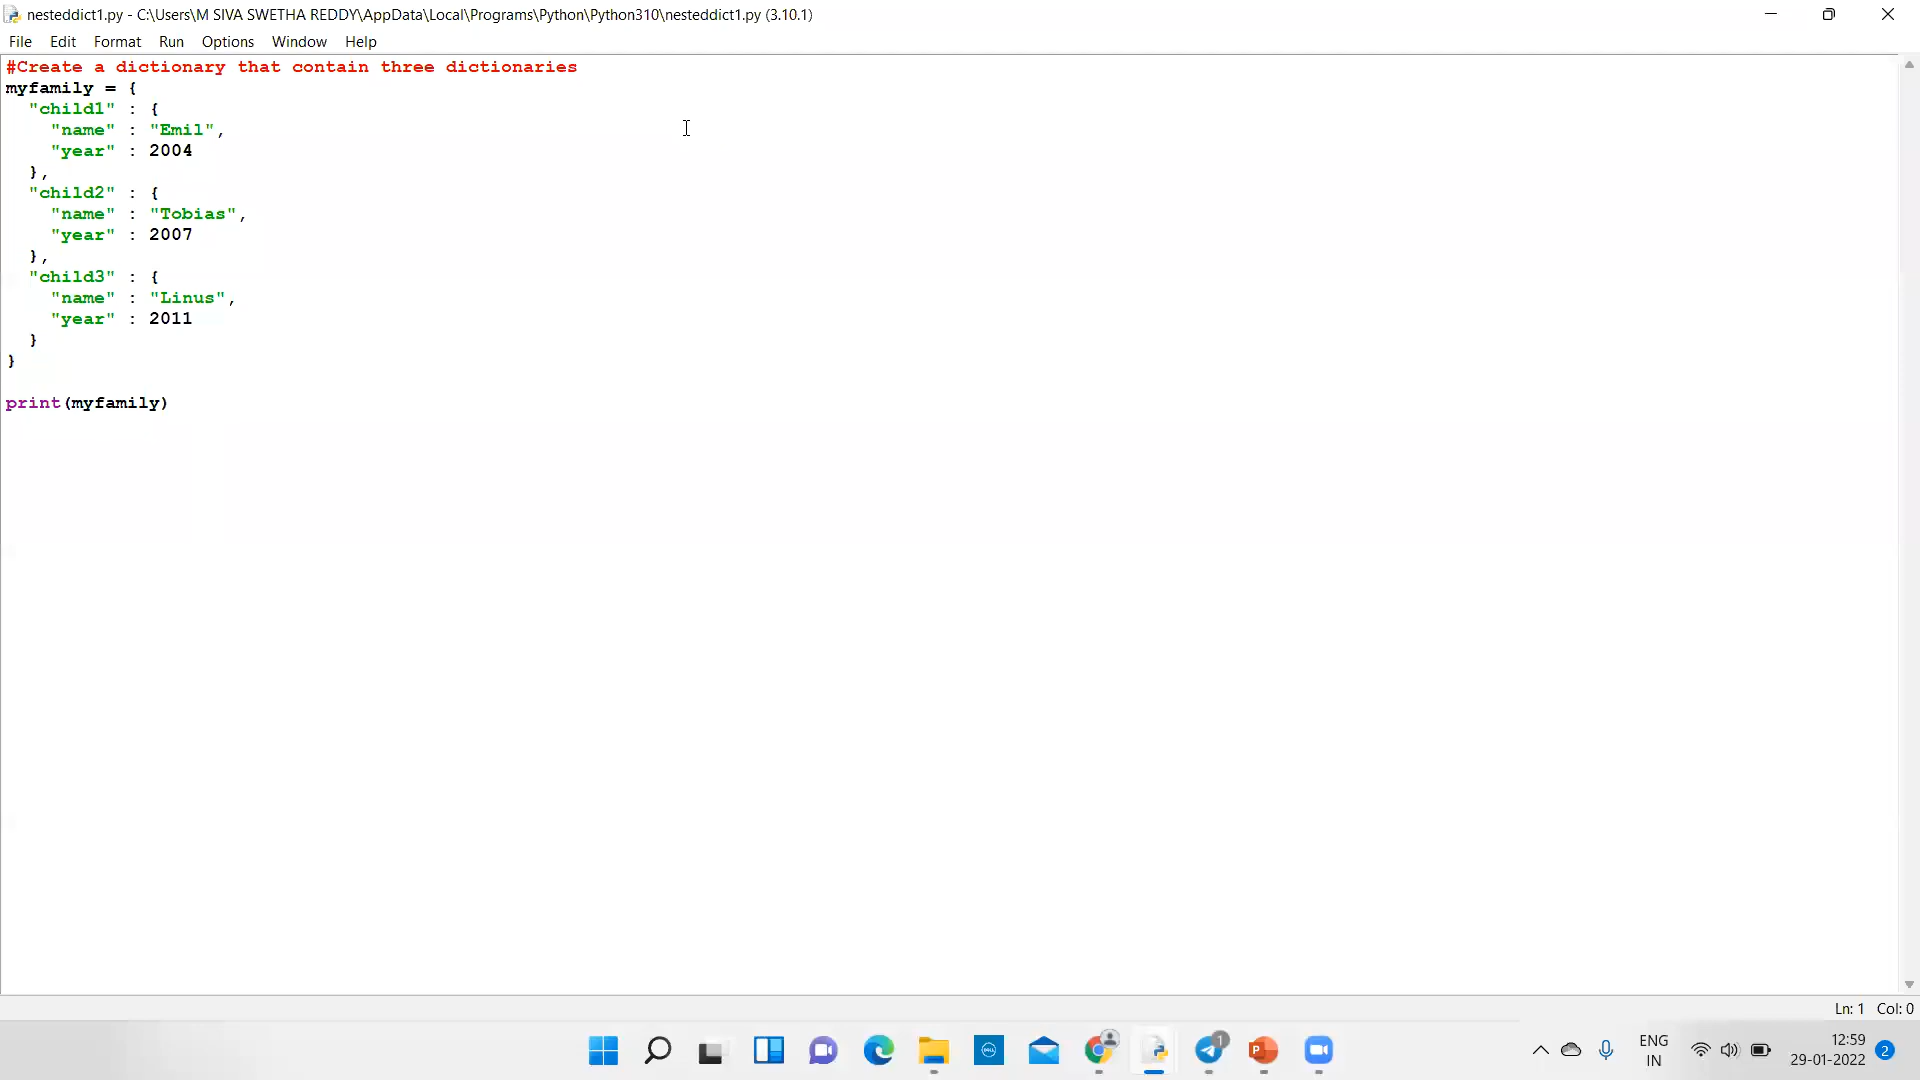 nesteddict1.py - C:\Users\M SIVA SWETHA REDDY\AppData\Local\Programs\Python\Python310\nesteddict1.py (3.10.1)
File Edit Format Run Options Window Help
#Create a dictionary that contain three dictionaries
myfamily = {
  "child1" : {
    "name" : "Emil",
    "year" : 2004
  },
  "child2" : {
    "name" : "Tobias",
    "year" : 2007
  },
  "child3" : {
    "name" : "Linus",
    "year" : 2011
  }
}
print(myfamily)
Ln: 1 Col: 0
DELL
1
P
ENG
IN
12:59
29-01-2022
2